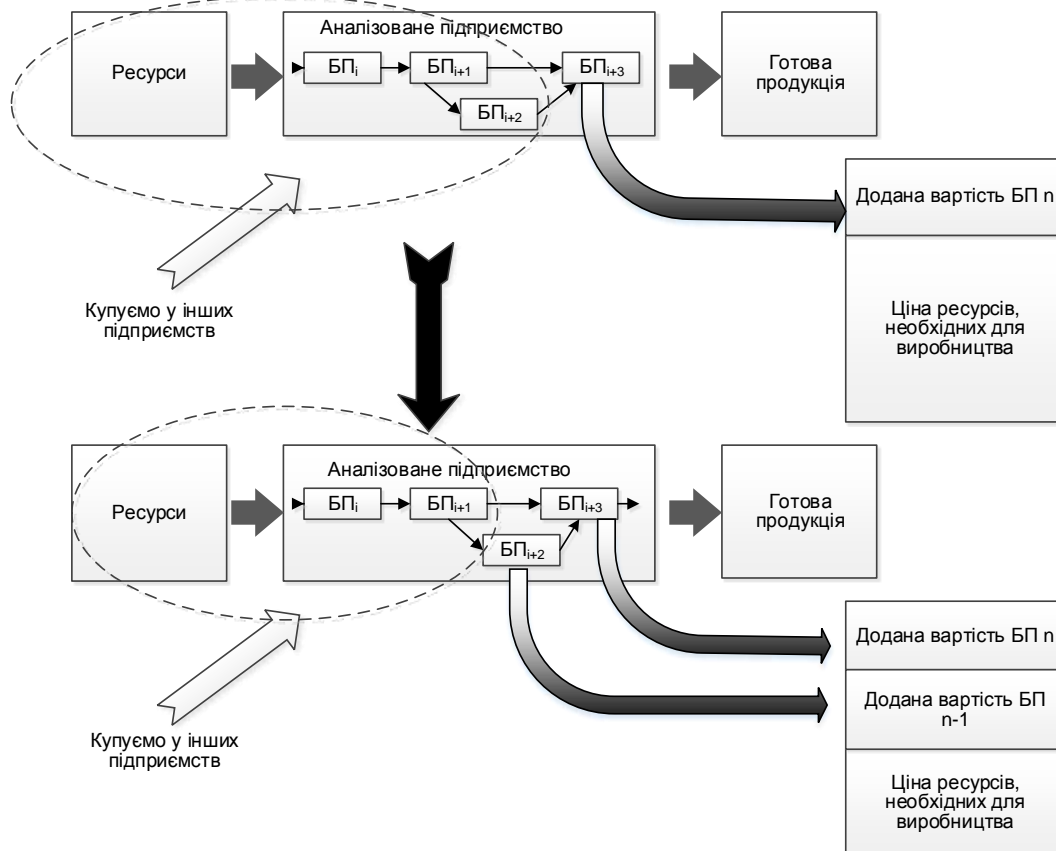 Аналізоване підприємство
Ресурси
БПi
БПi+1
БПi+3
БПi+2
Готова
продукція
Додана вартість БП n
Ціна ресурсів,
необхідних для
виробництва
Купуємо у інших
підприємств
Аналізоване підприємство
Ресурси
БПi
БПi+1
БПi+3
БПi+2
Готова
продукція
Додана вартість БП n
Додана вартість БП
n-1
Ціна ресурсів,
необхідних для
виробництва
Купуємо у інших
підприємств